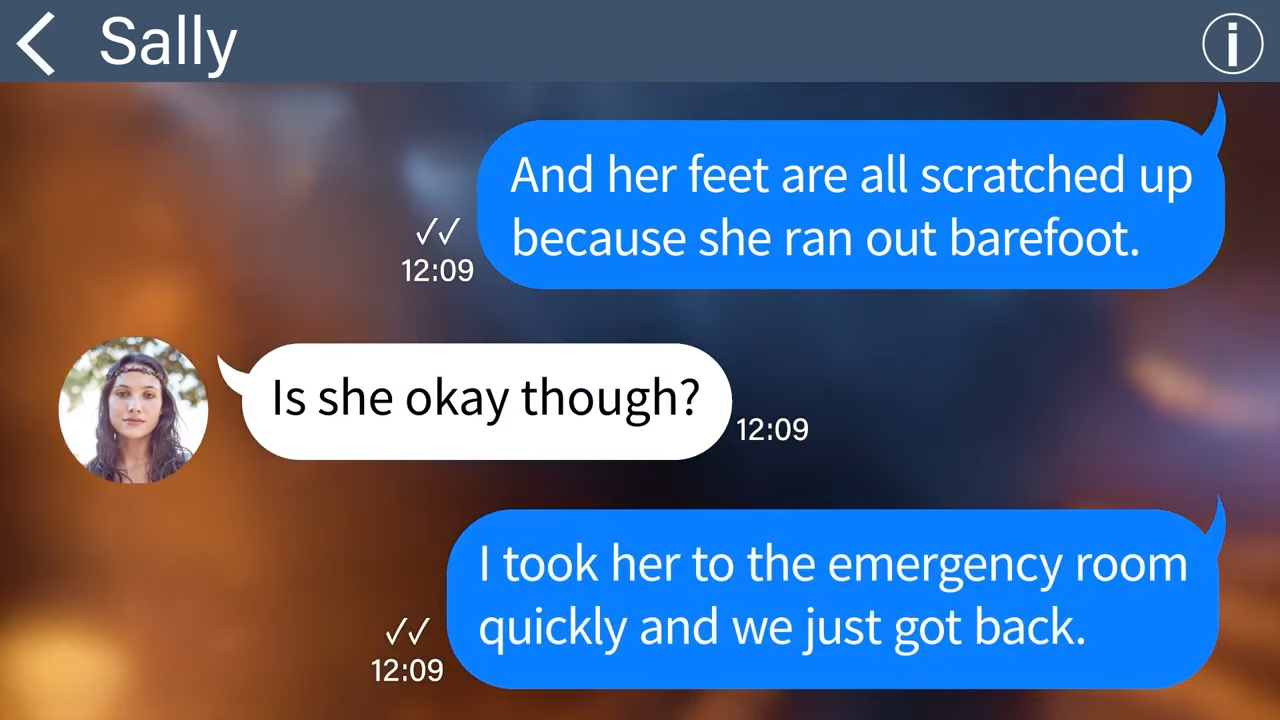 Sally
And her feet are all scratched up
because she ran out barefoot.
✓✓
12:09
Is she okay though?
12:09
I took her to the emergency room
quickly and we just got back.
✓✓
12:09